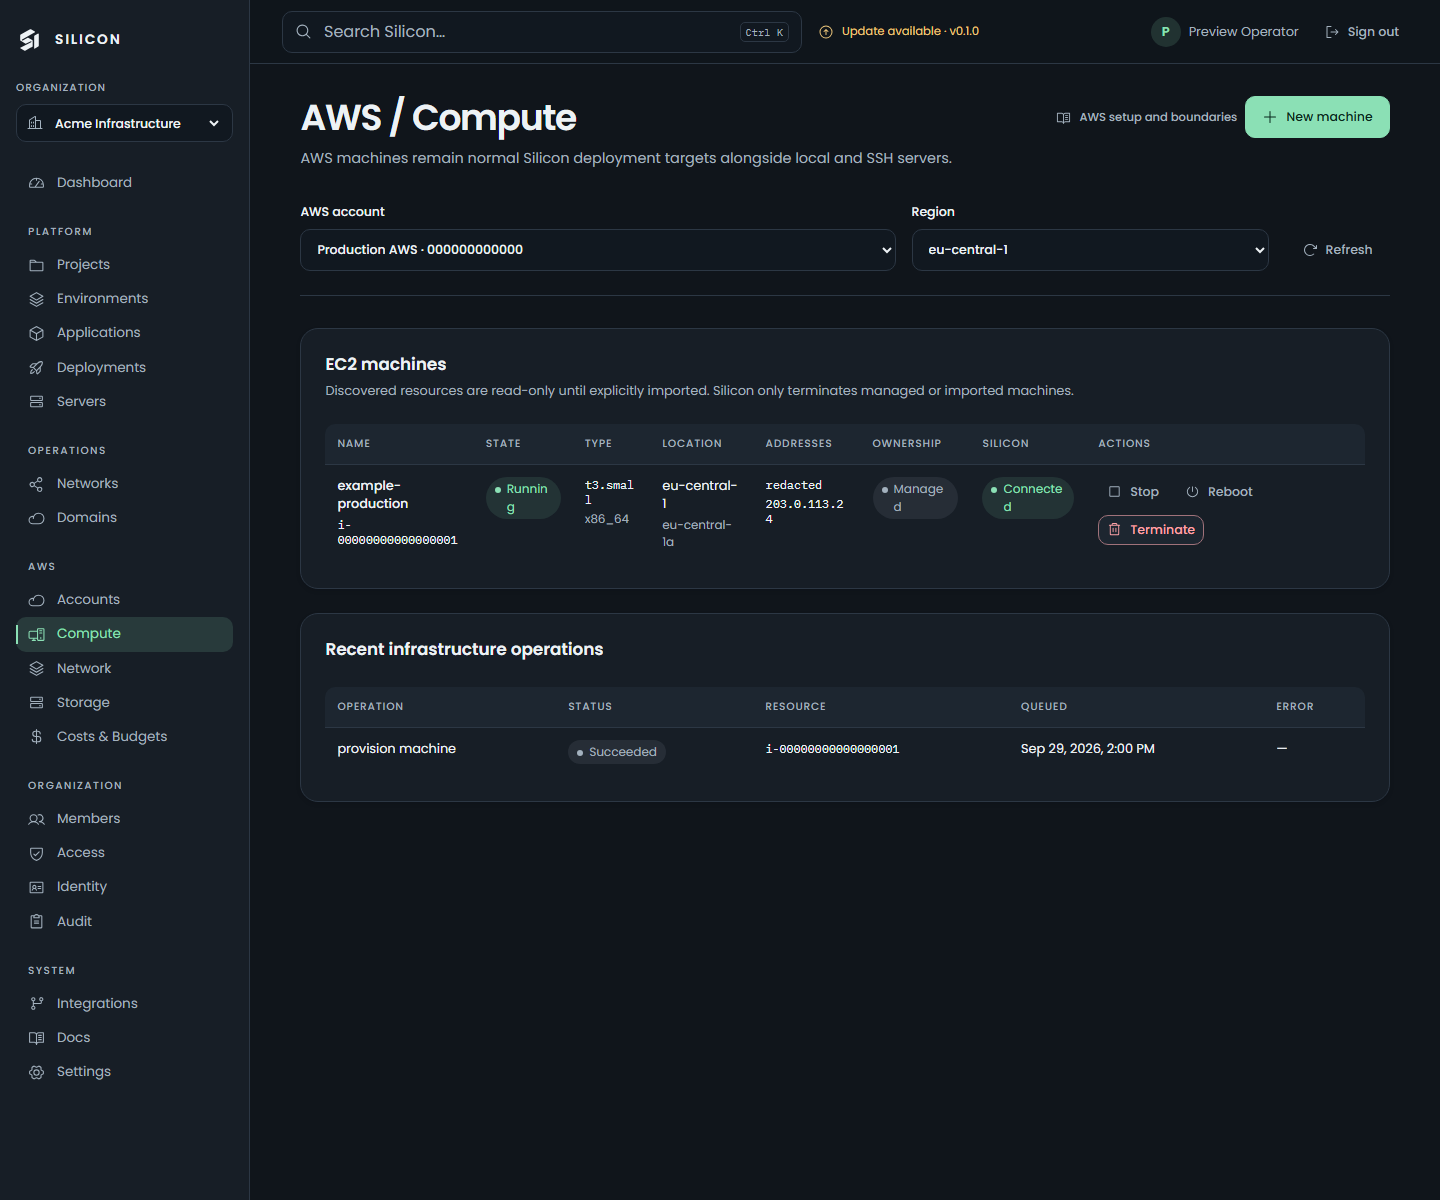 SILICON
ORGANIZATION
Acme Infrastructure
Dashboard
PLATFORM
Projects
Environments
Applications
Deployments
Servers
OPERATIONS
Networks
Domains
AWS
Accounts
Compute
Network
Storage
Costs & Budgets
ORGANIZATION
Members
Access
Identity
Audit
SYSTEM
Integrations
Docs
Settings
Search Silicon...
Ctrl K
Update available · v0.1.0
P
Preview Operator
Sign out
AWS / Compute
AWS machines remain normal Silicon deployment targets alongside local and SSH servers.
AWS setup and boundaries
New machine
AWS account
Production AWS · 000000000000
Region
eu-central-1
Refresh
EC2 machines
Discovered resources are read-only until explicitly imported. Silicon only terminates managed or imported machines.
NAME STATE TYPE LOCATION ADDRESSES OWNERSHIP SILICON ACTIONS
example-
production
i-
00000000000000001
Runnin
g
t3.smal
l
x86_64
eu-central-
1
eu-central-
1a
redacted
203.0.113.2
4
Manage
d
Connecte
d
Stop
Reboot
Terminate
Recent infrastructure operations
OPERATION STATUS RESOURCE QUEUED ERROR
provision machine Succeeded i-00000000000000001 Sep 29, 2026, 2:00 PM —